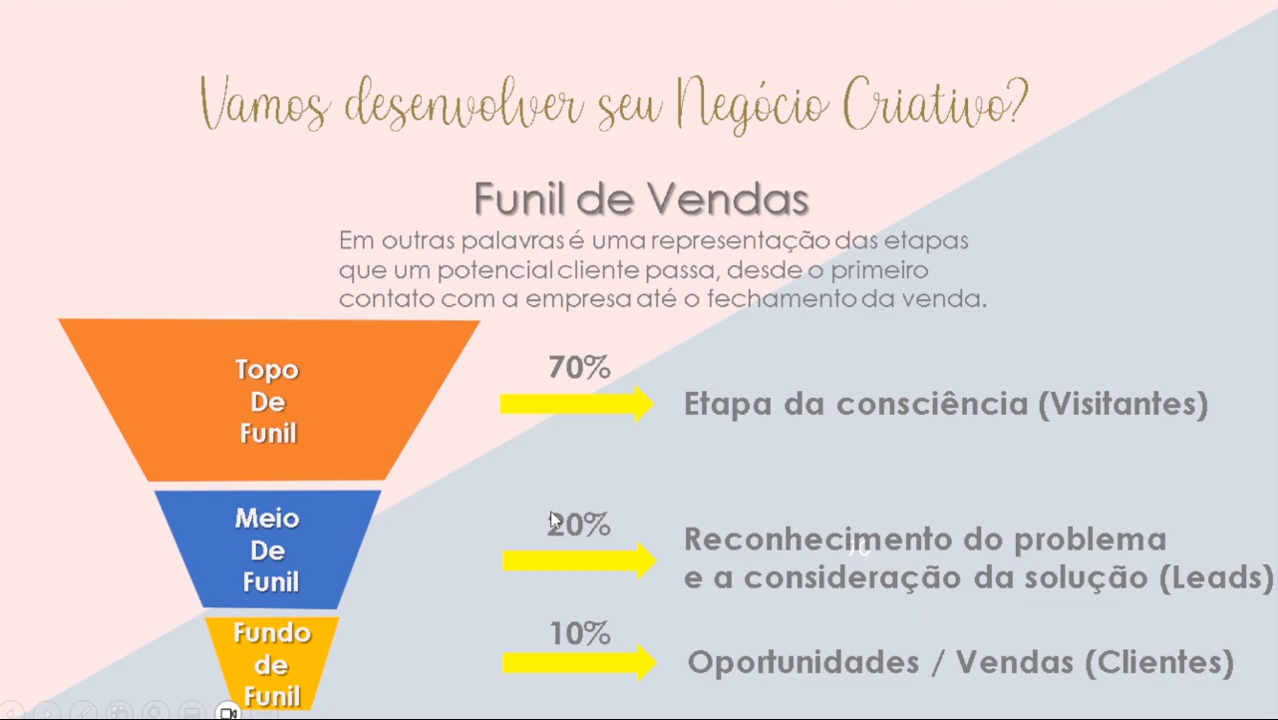 Vamos desenvolver seu Negócio Criativo?
Funil de Vendas
Em outras palavras é uma representação das etapas
que um potencial cliente passa, desde o primeiro
contato com a empresa até o fechamento da venda.
Topo
De
Funil
70%
Etapa da consciência (Visitantes)
Meio
De
Funil
20%
Reconhecimento do problema
e a consideração da solução (Leads)
Fundo
de
Funil
10%
Oportunidades / Vendas (Clientes)